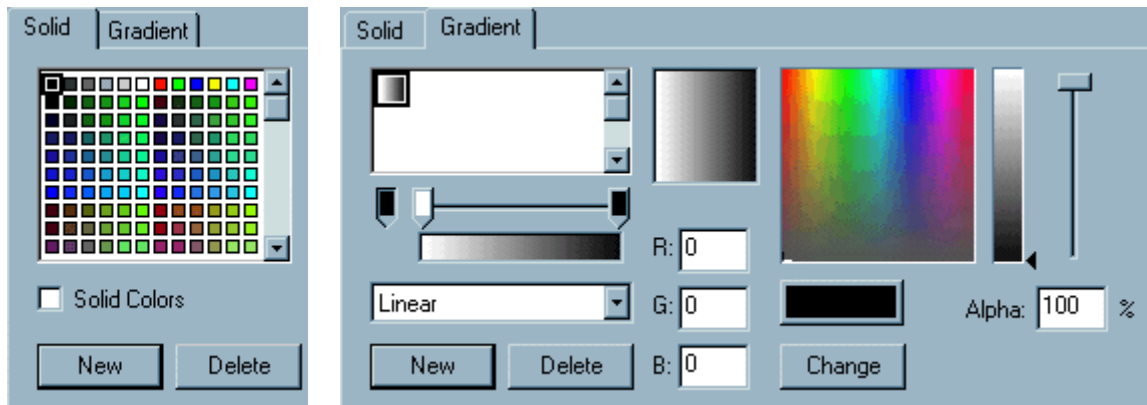 Solid Gradient
Solid Colors
New Delete
Solid Gradient
Linear
New Delete
R: 0
G: 0
B: 0
Change
Alpha: 100 %